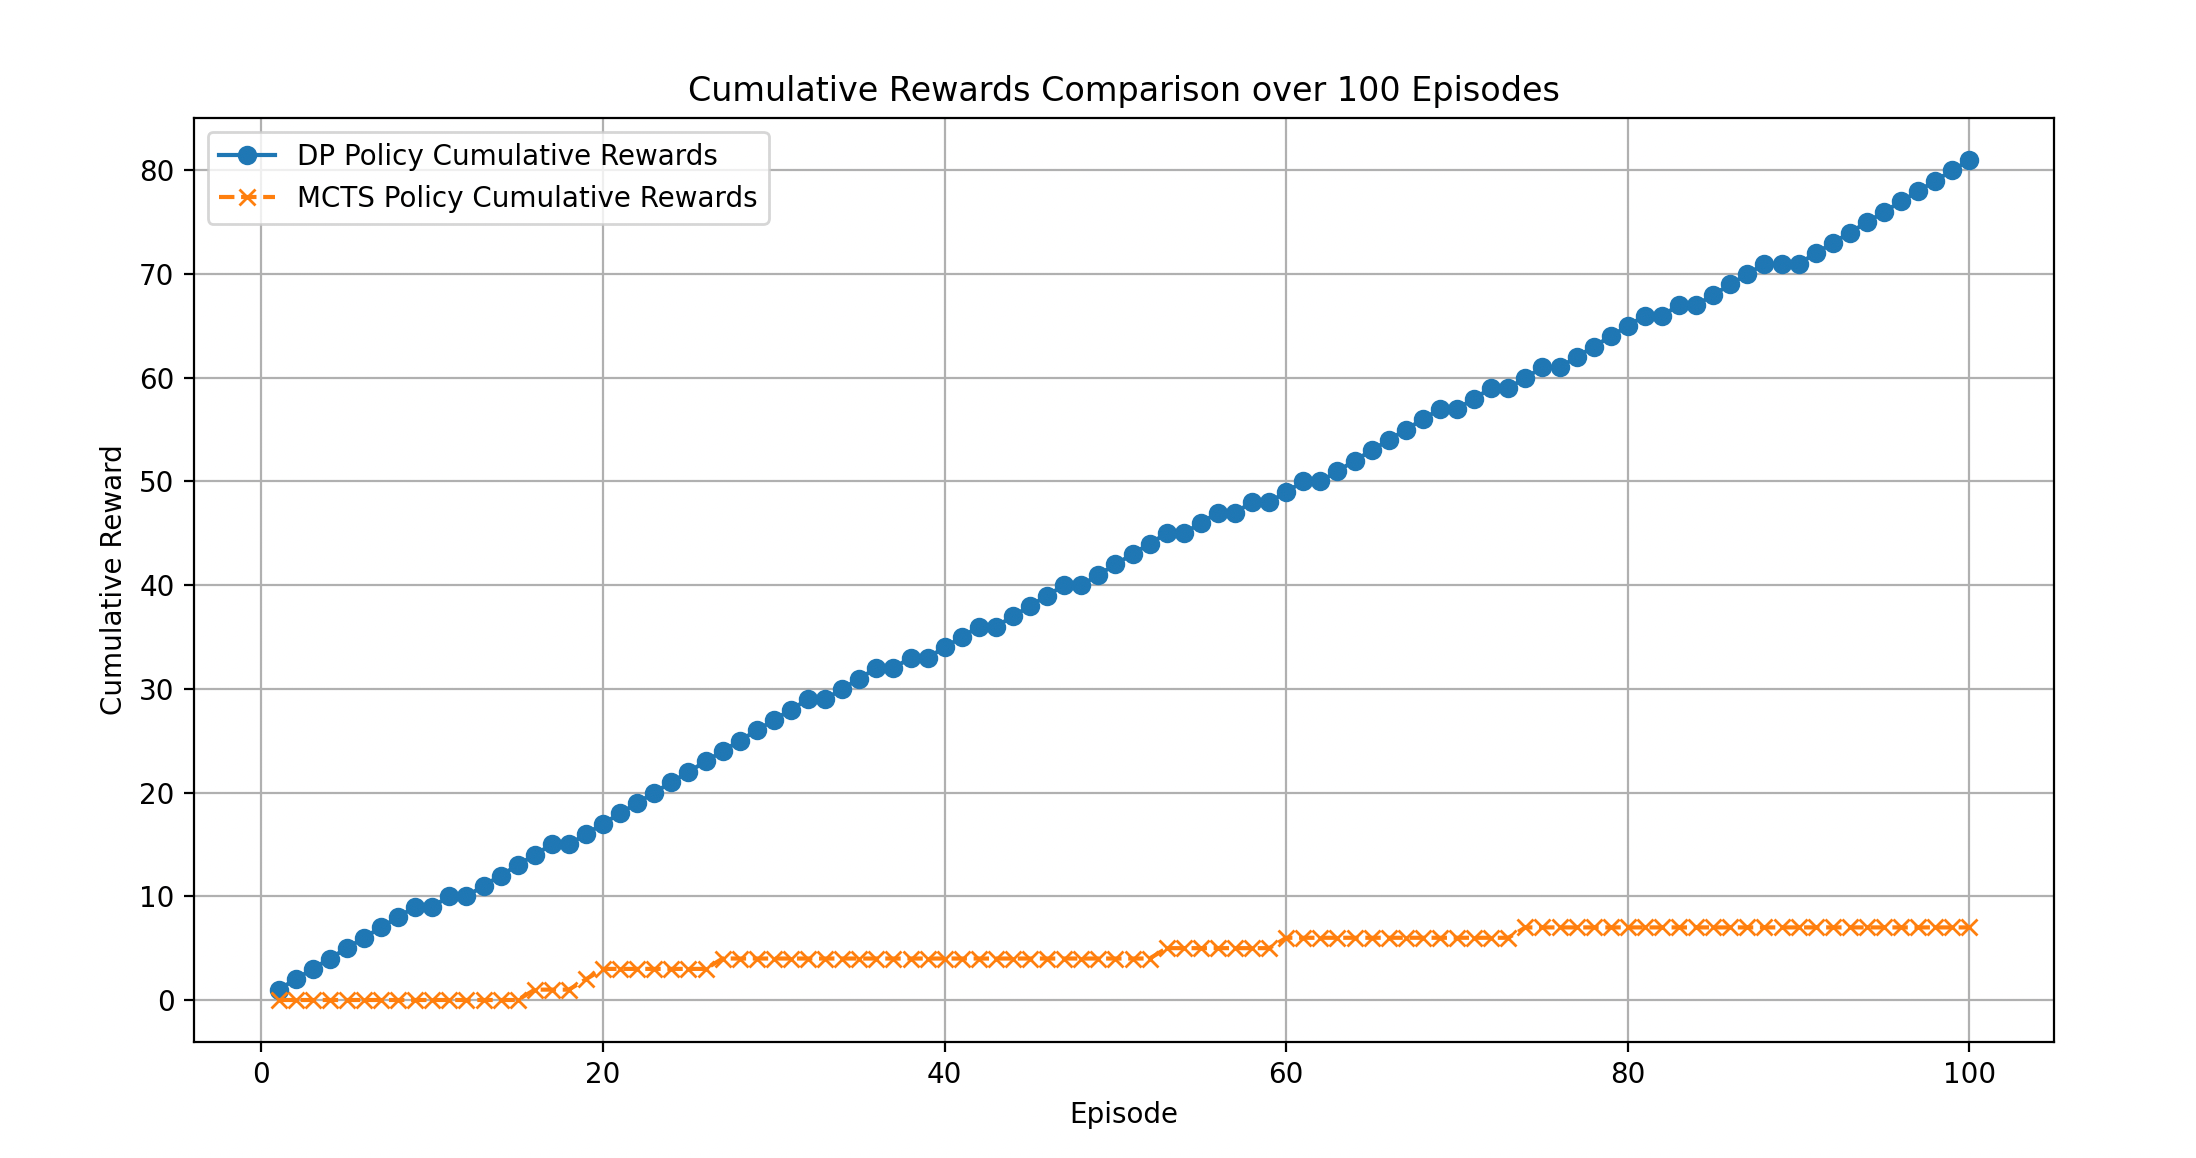 Cumulative Rewards Comparison over 100 Episodes
DP Policy Cumulative Rewards
MCTS Policy Cumulative Rewards
Cumulative Reward
80
70
60
50
40
30
20
10
0
0 20 40 60 80 100
Episode